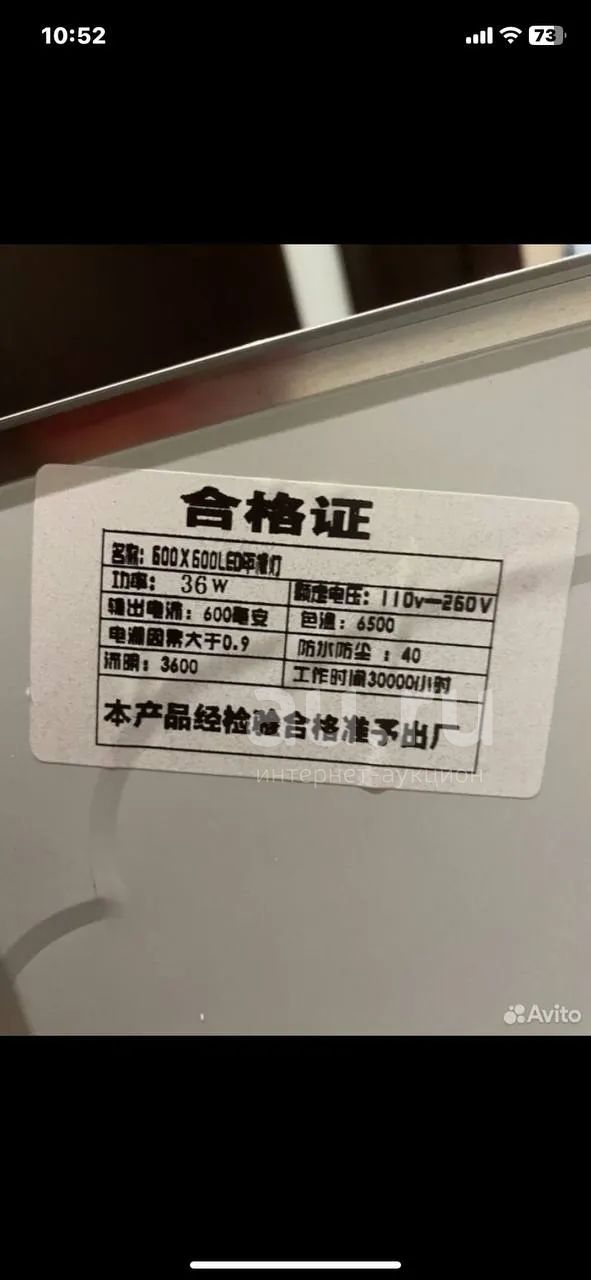 10:52
73
合格证
名称: 600X600LED平板灯
功率: 36W
额定电压: 110v—260V
输出电流: 600毫安
色温: 6500
电源因素大于0.9
防水防尘: 40
流明: 3600
工作时间30000小时
本产品经检验合格准予出厂
au.ru
интернет-аукцион
Avito